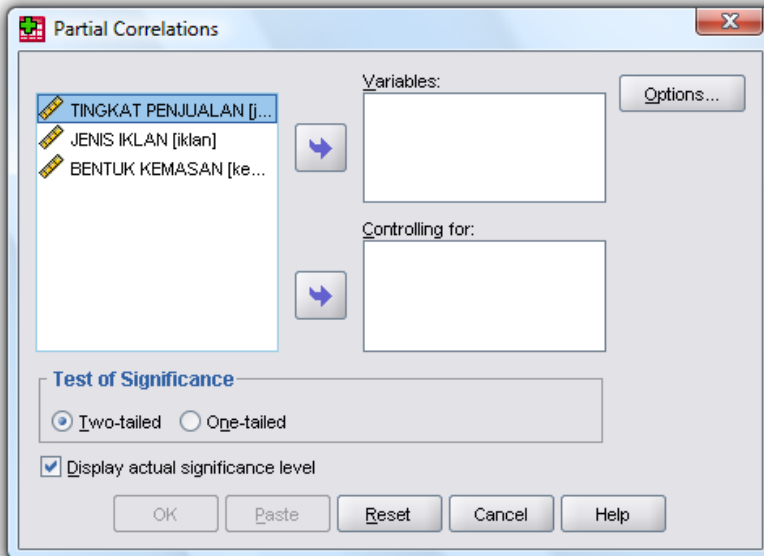 Partial Correlations
X
TINGKAT PENJUALAN [j...
JENIS IKLAN [iklan]
BENTUK KEMASAN [ke...
Variables:
Options...
Controlling for:
Test of Significance
Two-tailed
One-tailed
Display actual significance level
OK
Paste
Reset
Cancel
Help